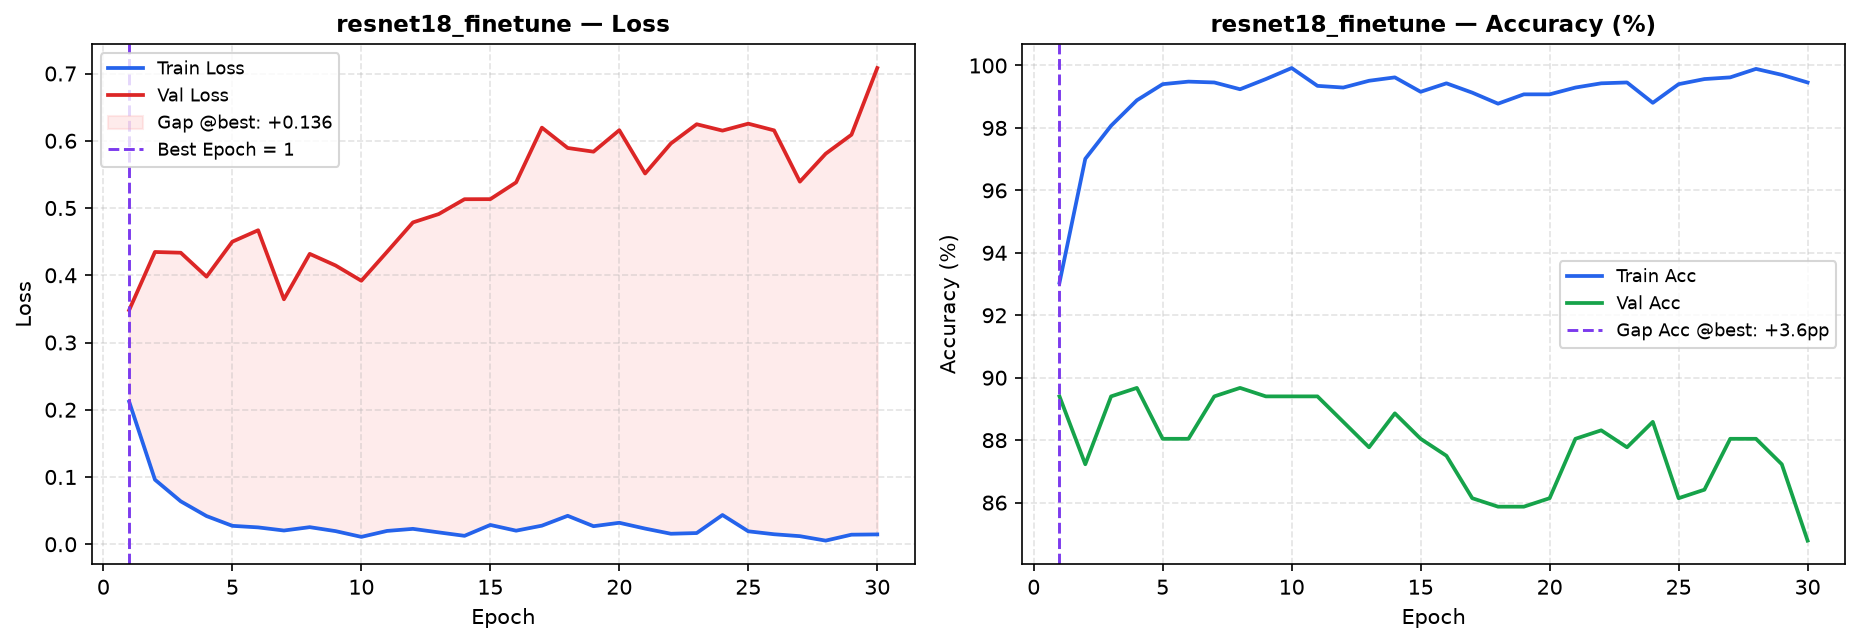 resnet18_finetune — Loss
Train Loss
Val Loss
Gap @best: +0.136
Best Epoch = 1
0.7
0.6
0.5
0.4
0.3
0.2
0.1
0.0
Loss
0 5 10 15 20 25 30
Epoch
resnet18_finetune — Accuracy (%)
100
98
96
94
92
90
88
86
Accuracy (%)
Train Acc
Val Acc
Gap Acc @best: +3.6pp
0 5 10 15 20 25 30
Epoch